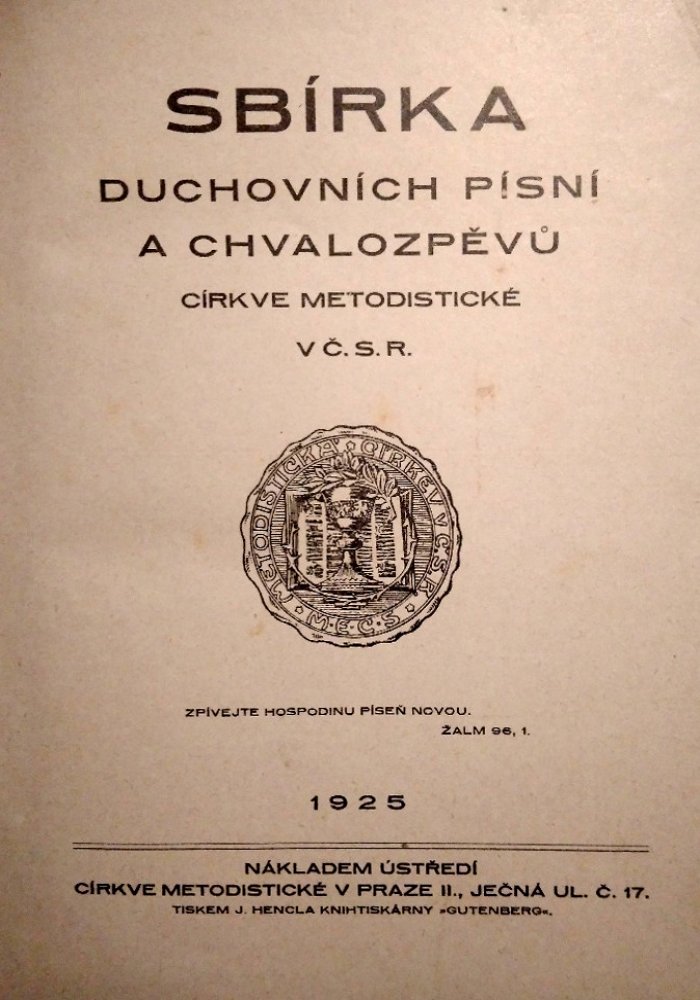 SBÍRKA
DUCHOVNÍCH PÍSNÍ
A CHVALOZPĚVŮ
CÍRKVE METODISTICKÉ
V Č. S. R.
METODISTICKÁ ☆ CÍRKEV V Č.S.R. ☆ M·E·C·S ☆
ZPÍVEJTE HOSPODINU PÍSEŇ NOVOU.
ŽALM 96, 1.
1925
NÁKLADEM ÚSTŘEDÍ
CÍRKVE METODISTICKÉ V PRAZE II., JEČNÁ UL. Č. 17.
TISKEM J. HENCLA KNIHTISKÁRNY »GUTENBERG«.